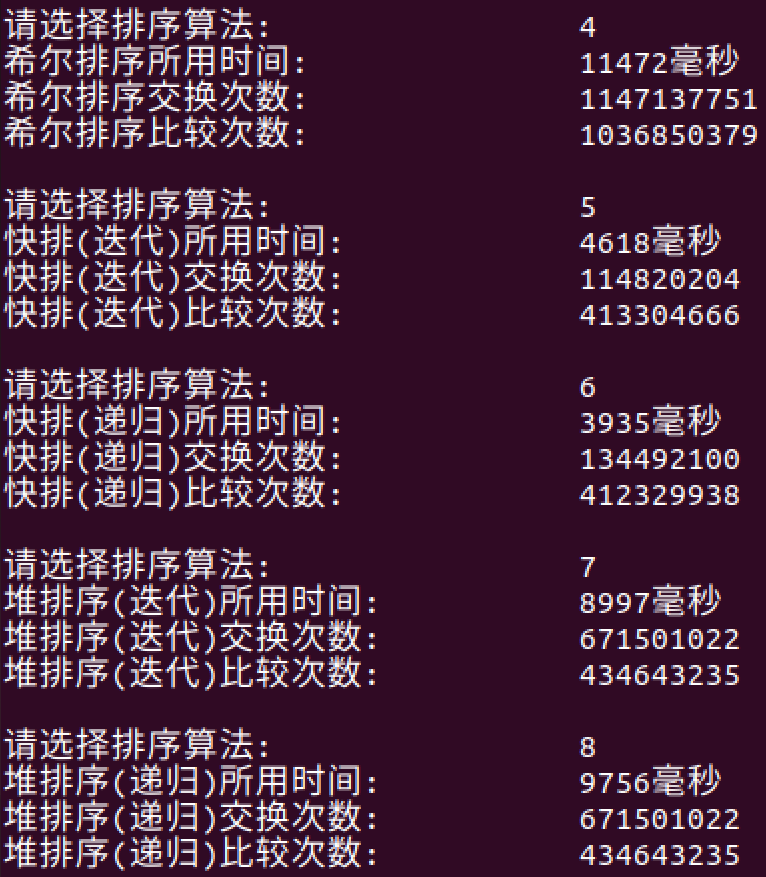 请选择排序算法: 4
希尔排序所用时间: 11472毫秒
希尔排序交换次数: 1147137751
希尔排序比较次数: 1036850379
请选择排序算法: 5
快排(迭代)所用时间: 4618毫秒
快排(迭代)交换次数: 114820204
快排(迭代)比较次数: 413304666
请选择排序算法: 6
快排(递归)所用时间: 3935毫秒
快排(递归)交换次数: 134492100
快排(递归)比较次数: 412329938
请选择排序算法: 7
堆排序(迭代)所用时间: 8997毫秒
堆排序(迭代)交换次数: 671501022
堆排序(迭代)比较次数: 434643235
请选择排序算法: 8
堆排序(递归)所用时间: 9756毫秒
堆排序(递归)交换次数: 671501022
堆排序(递归)比较次数: 434643235